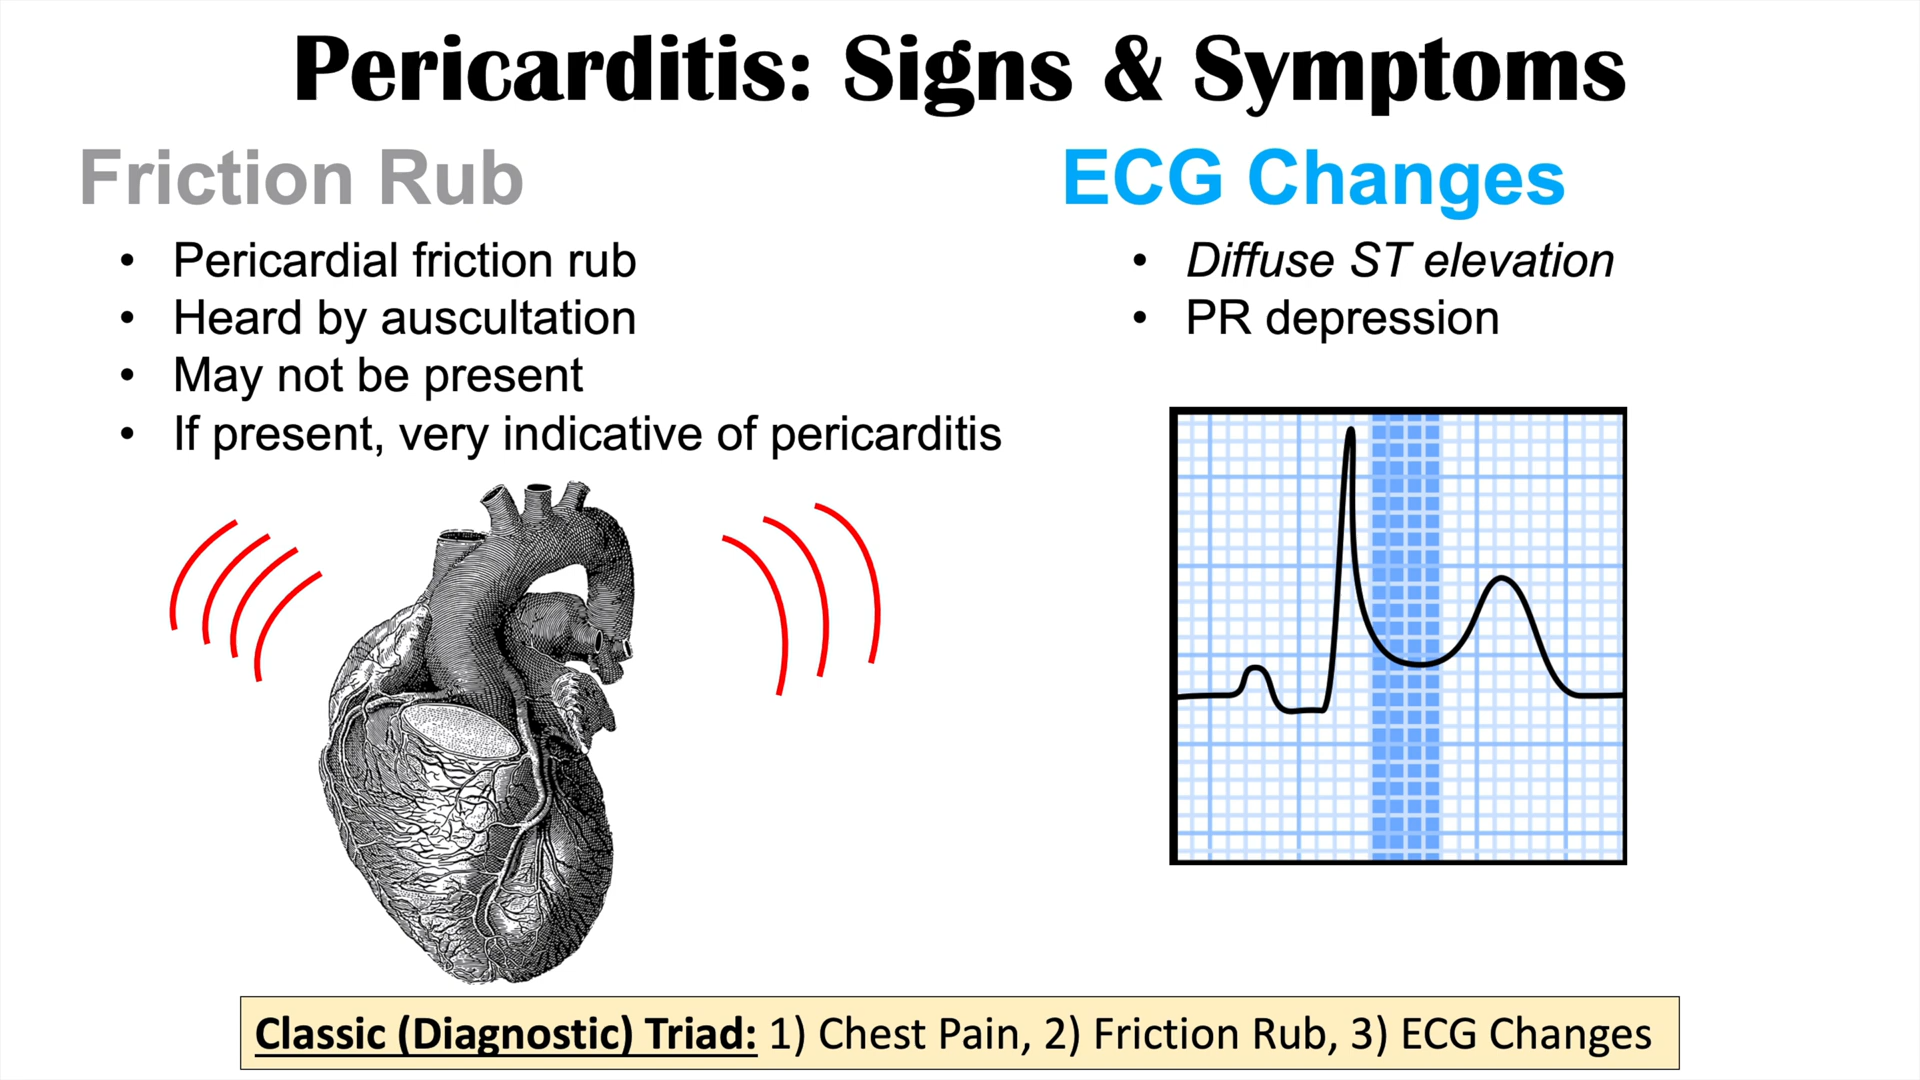 Pericarditis: Signs & Symptoms
Friction Rub
• Pericardial friction rub
• Heard by auscultation
• May not be present
• If present, very indicative of pericarditis
ECG Changes
• Diffuse ST elevation
• PR depression
Classic (Diagnostic) Triad: 1) Chest Pain, 2) Friction Rub, 3) ECG Changes